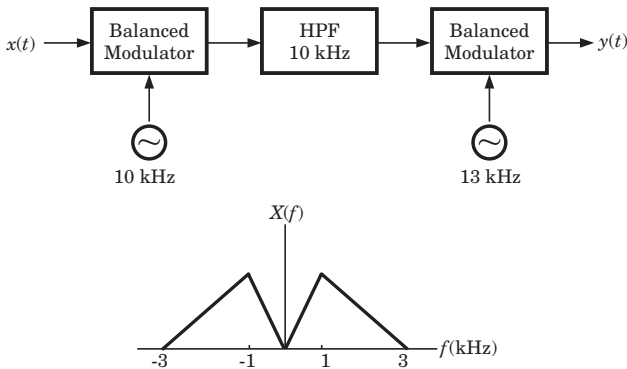 x(t)
Balanced
Modulator
HPF
10 kHz
Balanced
Modulator
y(t)
10 kHz
13 kHz
X(f)
-3 -1 1 3 f(kHz)